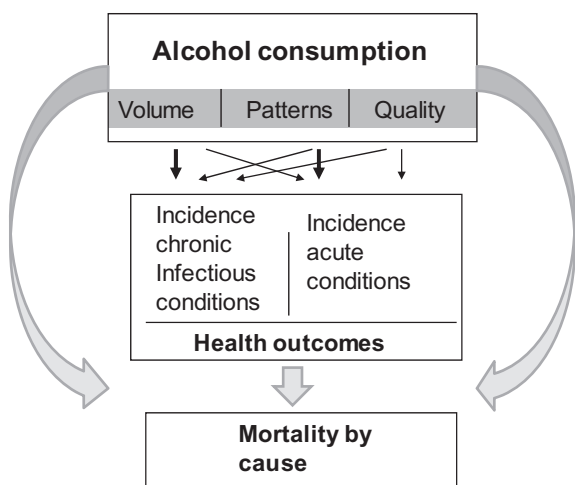 Alcohol consumption
Volume Patterns Quality
Incidence
chronic
Infectious
conditions
Incidence
acute
conditions
Health outcomes
Mortality by
cause